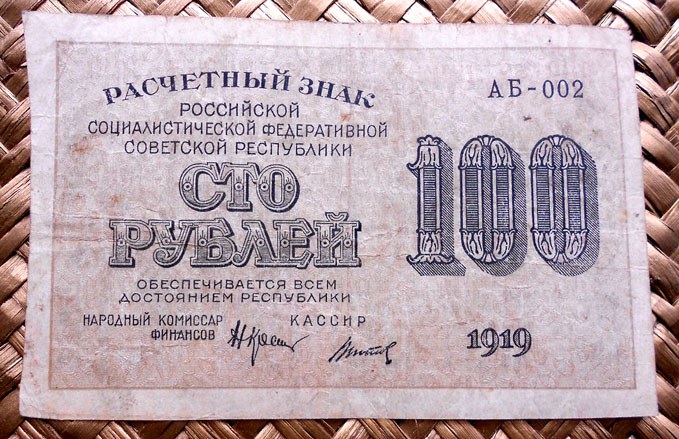 РАСЧЕТНЫЙ ЗНАК
РОССИЙСКОЙ
СОЦИАЛИСТИЧЕСКОЙ ФЕДЕРАТИВНОЙ
СОВЕТСКОЙ РЕСПУБЛИКИ
СТО
РУБЛЕЙ
ОБЕСПЕЧИВАЕТСЯ ВСЕМ
ДОСТОЯНИЕМ РЕСПУБЛИКИ
НАРОДНЫЙ КОМИССАР
ФИНАНСОВ
КАССИР
АБ-002
100
1919